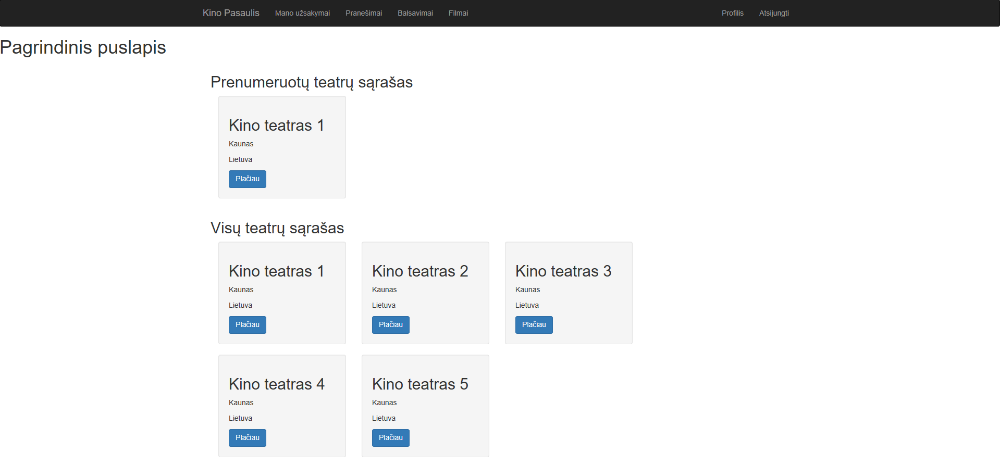 Kino Pasaulis Mano užsakymai Pranešimai Balsavimai Filmai Profilis Atsijungti
Pagrindinis puslapis
Prenumeruotų teatrų sąrašas
Kino teatras 1
Kaunas
Lietuva
Plačiau
Visų teatrų sąrašas
Kino teatras 1
Kaunas
Lietuva
Plačiau
Kino teatras 2
Kaunas
Lietuva
Plačiau
Kino teatras 3
Kaunas
Lietuva
Plačiau
Kino teatras 4
Kaunas
Lietuva
Plačiau
Kino teatras 5
Kaunas
Lietuva
Plačiau